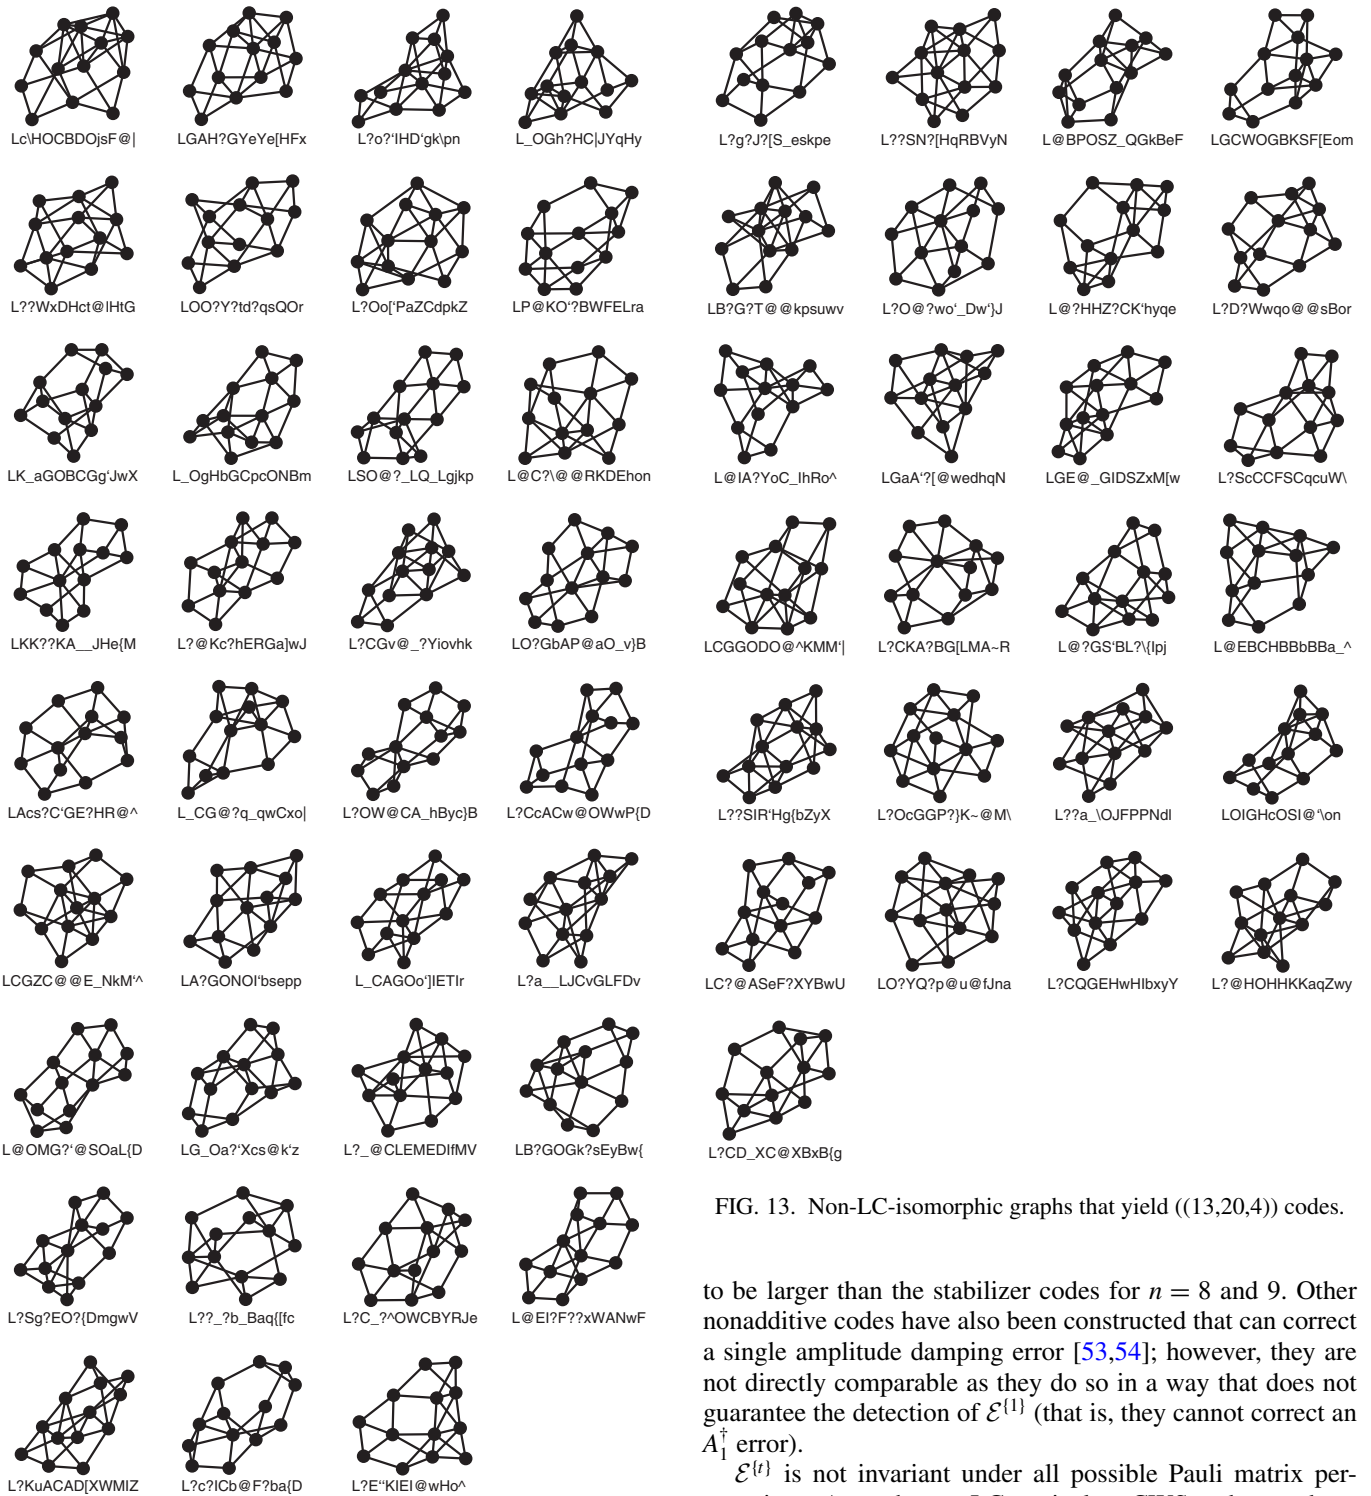 Lc\HOCBDOjsF@|
LGAH?GYeYe[HFx
L?o?‘IHD‘gk\pn
L_OGh?HC|JYqHy
L??WxDHct@lHtG
LOO?Y?td?qsQOr
L?Oo[‘PaZCdpkZ
LP@KO‘?BWFELra
LK_aGOBCGg‘JwX
L_OgHbGCpcONBm
LSO@?_LQ_Lgjkp
L@C?\@@RKDEhon
LKK??KA__JHe{M
L?@Kc?hERGa]wJ
L?CGv@_?Yiovhk
LO?GbAP@aO_v}B
LAcs?C‘GE?HR@^
L_CG@?q_qwCxo|
L?OW@CA_hByc}B
L?CcACw@OWwP{D
LCGZC@@E_NkM‘^
LA?GONOI‘bsepp
L_CAGOo‘]IETIr
L?a__LJCvGLFDv
L@OMG?‘@SOaL{D
LG_Oa?‘Xcs@k‘z
L?_@CLEMEDIfMV
LB?GOGk?sEyBw{
L?Sg?EO?{DmgwV
L??_?b_Baq{[fc
L?C_?^OWCBYRJe
L@EI?F??xWANwF
L?KuACAD[XWMIZ
L?c?lCb@F?ba{D
L?E“KlEI@wHo^
L?g?J?[S_eskpe
L??SN?[HqRBVyN
L@BPOSZ_QGkBeF
LGCWOGBKSF[Eom
LB?G?T@@kpsuwv
L?O@?wo‘_Dw‘}J
L@?HHZ?CK‘hyqe
L?D?Wwqo@@sBor
L@IA?YoC_IhRo^
LGaA‘?[@wedhqN
LGE@_GIDSZxM[w
L?ScCCFSCqcuW\
LCGGODO@^KMM‘|
L?CKA?BG[LMA~R
L@?GS‘BL?\{lpj
L@EBCHBBbBBa_^
L??SIR‘Hg{bZyX
L?OcGGP?}K~@M\
L??a_\OJFPPNdl
LOIGHcOSI@‘\on
LC?@ASeF?XYBwU
LO?YQ?p@u@fJna
L?CQGEHwHIbxyY
L?@HOHHKKaqZwy
L?CD_XC@XBxB{g
FIG. 13. Non-LC-isomorphic graphs that yield ((13,20,4)) codes.
to be larger than the stabilizer codes for n = 8 and 9. Other
nonadditive codes have also been constructed that can correct
a single amplitude damping error [53,54]; however, they are
not directly comparable as they do so in a way that does not
guarantee the detection of ℰ{1} (that is, they cannot correct an
A₁† error).
ℰ{t} is not invariant under all possible Pauli matrix per-